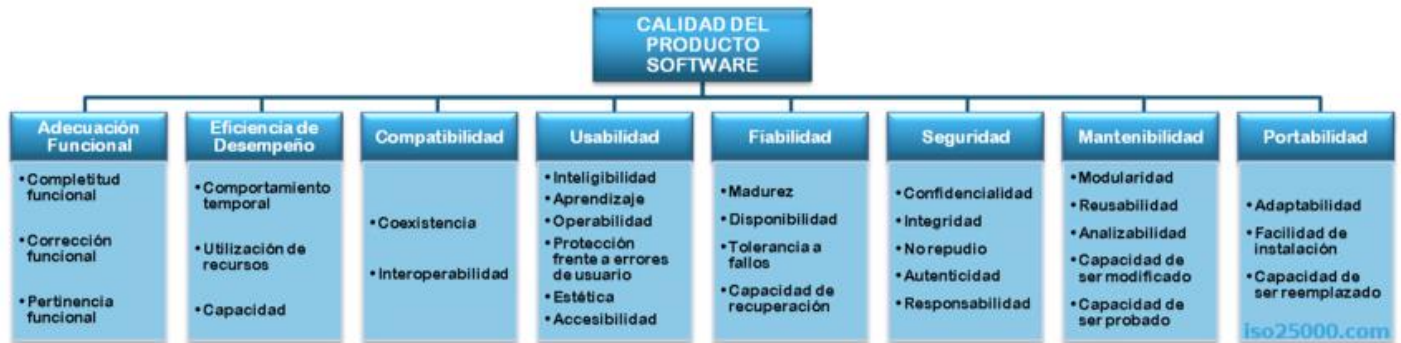 CALIDAD DEL
PRODUCTO
SOFTWARE
Adecuación
Funcional
• Completitud
funcional
• Corrección
funcional
• Pertinencia
funcional
Eficiencia de
Desempeño
• Comportamiento
temporal
• Utilización de
recursos
• Capacidad
Compatibilidad
• Coexistencia
• Interoperabilidad
Usabilidad
• Inteligibilidad
• Aprendizaje
• Operabilidad
• Protección
frente a errores
de usuario
• Estética
• Accesibilidad
Fiabilidad
• Madurez
• Disponibilidad
• Tolerancia a
fallos
• Capacidad de
recuperación
Seguridad
• Confidencialidad
• Integridad
• No repudio
• Autenticidad
• Responsabilidad
Mantenibilidad
• Modularidad
• Reusabilidad
• Analizabilidad
• Capacidad de
ser modificado
• Capacidad de
ser probado
Portabilidad
• Adaptabilidad
• Facilidad de
instalación
• Capacidad de
ser reemplazado
iso25000.com